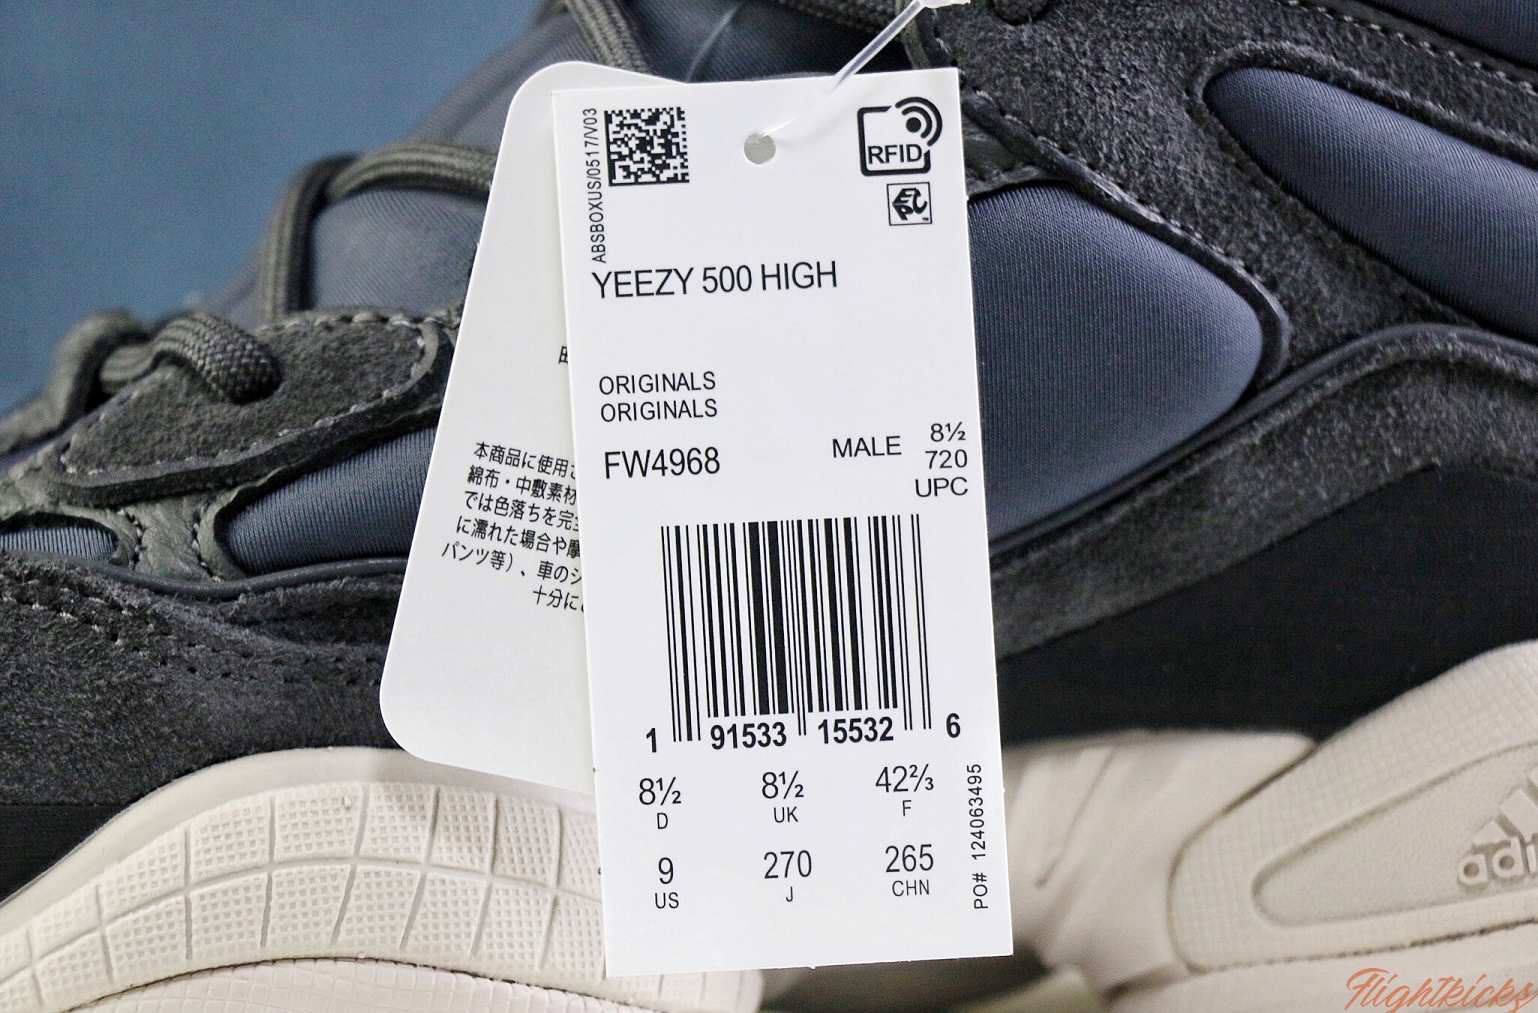 ABSBOXUS/0517/V03
RFID
EPC
YEEZY 500 HIGH
ORIGINALS
ORIGINALS
FW4968
MALE
8½
720
UPC
1 91533 15532 6
8½ 8½ 42⅔
D UK F
9 270 265
US J CHN
PO# 124063495
本商品に使用
綿布・中敷素材
では色落ちを完
に濡れた場合や摩
パンツ等）、車のシ
十分に
adi
Flightkicks